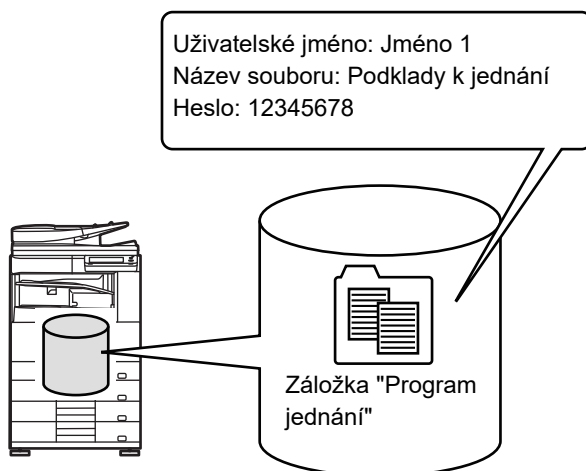 Uživatelské jméno: Jméno 1
Název souboru: Podklady k jednání
Heslo: 12345678
Záložka "Program
jednání"